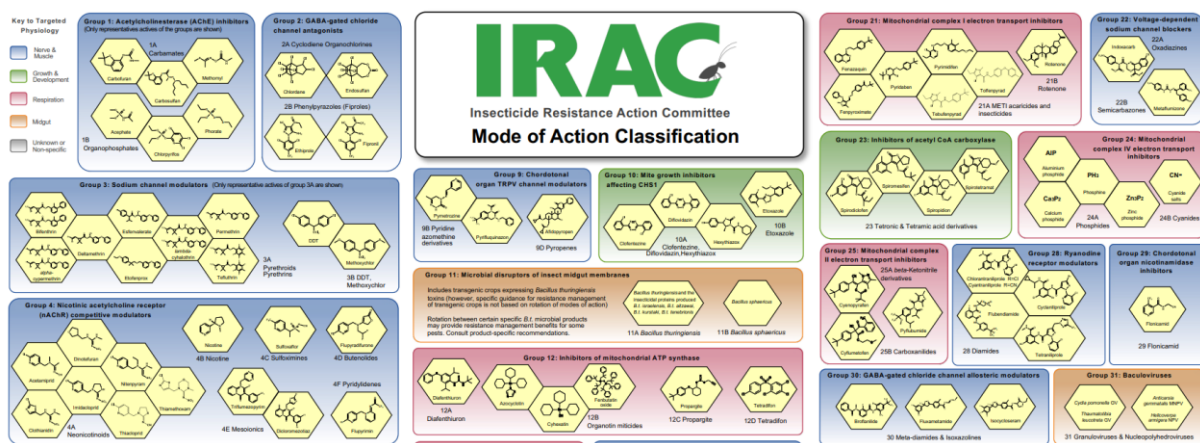 Key to Targeted
Physiology
Nerve &
Muscle
Growth &
Development
Respiration
Midgut
Unknown or
Non-specific
Group 1: Acetylcholinesterase (AChE) inhibitors
(Only representatives actives of the groups are shown)
1A
Carbamates
Carbofuran
Carbosulfan
Methomyl
Acephate
Chlorpyrifos
Phorate
1B
Organophosphates
Group 2: GABA-gated chloride
channel antagonists
2A Cyclodiene Organochlorines
Chlordane
Endosulfan
2B Phenylpyrazoles (Fiproles)
Ethiprole
Fipronil
Group 3: Sodium channel modulators (Only representative actives of group 3A are shown)
Bifenthrin
Esfenvalerate
Permethrin
Deltamethrin
lambda-
cyhalothrin
alpha-
cypermethrin
Etofenprox
Tefluthrin
3A
Pyrethroids
Pyrethrins
DDT
Methoxychlor
3B DDT,
Methoxychlor
Group 4: Nicotinic acetylcholine receptor
(nAChR) competitive modulators
Dinotefuran
Acetamiprid
Nitenpyram
Imidacloprid
Thiamethoxam
Clothianidin
Thiacloprid
4A
Neonicotinoids
Nicotine
4B Nicotine
Sulfoxaflor
4C Sulfoximines
Flupyradifurone
4D Butenolides
Triflumezopyrim
Dicloromezotiaz
4E Mesoionics
4F Pyridylidenes
Flupyrimin
IRAC
Insecticide Resistance Action Committee
Mode of Action Classification
Group 9: Chordotonal
organ TRPV channel modulators
Pymetrozine
Pyrifluquinazon
Afidopyropen
9B Pyridine
azomethine
derivatives
9D Pyropenes
Group 10: Mite growth inhibitors
affecting CHS1
Clofentezine
Diflovidazin
Hexythiazox
Etoxazole
10A
Clofentezine,
Diflovidazin,Hexythiazox
10B
Etoxazole
Group 11: Microbial disruptors of insect midgut membranes
Includes transgenic crops expressing Bacillus thuringiensis
toxins (however, specific guidance for resistance management
of transgenic crops is not based on rotation of modes of action)
Rotation between certain specific B.t. microbial products
may provide resistance management benefits for some
pests. Consult product-specific recommendations.
Bacillus thuringiensis and the
insecticidal proteins produced
B.t. israelensis, B.t. aizawai,
B.t. kurstaki, B.t. tenebrionis
Bacillus sphaericus
11A Bacillus thuringiensis
11B Bacillus sphaericus
Group 12: Inhibitors of mitochondrial ATP synthase
Diafenthiuron
12A
Diafenthiuron
Azocyclotin
Cyhexatin
Fenbutatin
oxide
12B
Organotin miticides
Propargite
12C Propargite
Tetradifon
12D Tetradifon
Group 21: Mitochondrial complex I electron transport inhibitors
Fenazaquin
Pyrimidifen
Pyridaben
Tolfenpyrad
Fenpyroximate
Tebufenpyrad
Rotenone
21B
Rotenone
21A METI acaricides and
insecticides
Group 22: Voltage-dependent
sodium channel blockers
22A
Oxadazines
Indoxacarb
22B
Semicarbazones
Metaflumizone
Group 23: Inhibitors of acetyl CoA carboxylase
Spirodiclofen
Spiromesifen
Spiropidion
Spirotetramat
23 Tetronic & Tetramic acid derivatives
Group 24: Mitochondrial
complex IV electron transport
inhibitors
AlP
Aluminium
phosphide
PH₃
Phosphine
CN⁻
Cyanide
salts
Ca₃P₂
Calcium
phosphide
Zn₃P₂
Zinc
phosphide
24A
Phosphides
24B Cyanides
Group 25: Mitochondrial complex
II electron transport inhibitors
25A beta-Ketonitrile
derivatives
Cyenopyrafen
Cyflumetofen
Pyflubumide
25B Carboxanilides
Group 28: Ryanodine
receptor modulators
Chlorantraniliprole R=Cl
Cyantraniliprole R=CN
Cyclaniliprole
Flubendiamide
Tetraniliprole
28 Diamides
Group 29: Chordotonal
organ nicotinamidase
inhibitors
Flonicamid
29 Flonicamid
Group 30: GABA-gated chloride channel allosteric modulators
Broflanilide
Fluxametamide
Isocycloseram
30 Meta-diamides & Isoxazolines
Group 31: Baculoviruses
Cydia pomonella GV
Thaumatotibia
leucotreta GV
Anticarsia
gemmatalis MNPV
Helicoverpa
armigera NPV
31 Granuloviruses & Nucleopolyhedroviruses